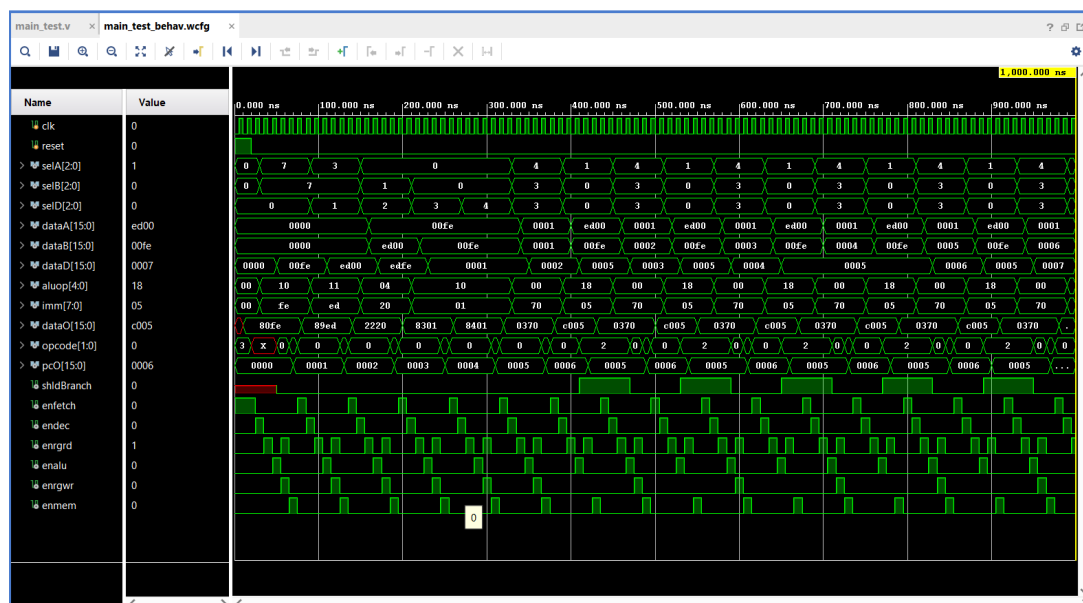 main_test.v × main_test_behav.wcfg ×
?
1,000.000 ns
Name Value
0.000 ns 100.000 ns 200.000 ns 300.000 ns 400.000 ns 500.000 ns 600.000 ns 700.000 ns 800.000 ns 900.000 ns
clk 0
reset 0
> selA[2:0] 1 0 7 3 0 4 1 4 1 4 1 4 1 4 1 4
> selB[2:0] 0 0 7 1 0 3 0 3 0 3 0 3 0 3 0 3
> selD[2:0] 0 0 1 2 3 4 3 0 3 0 3 0 3 0 3 0 3
> dataA[15:0] ed00 0000 00fe 0001 ed00 0001 ed00 0001 ed00 0001 ed00 0001 ed00 0001
> dataB[15:0] 00fe 0000 ed00 00fe 0001 00fe 0002 00fe 0003 00fe 0004 00fe 0005 00fe 0006
> dataD[15:0] 0007 0000 00fe ed00 edfe 0001 0002 0005 0003 0005 0004 0005 0006 0005 0007
> aluop[4:0] 18 00 10 11 04 10 00 18 00 18 00 18 00 18 00 18 00
> imm[7:0] 05 00 fe ed 20 01 70 05 70 05 70 05 70 05 70 05 70
> dataO[15:0] c005 80fe 89ed 2220 8301 8401 0370 c005 0370 c005 0370 c005 0370 c005 0370 c005 0370 .
> opcode[1:0] 0 3 X 0 0 0 0 0 0 2 0 0 2 0 0 2 0 0 2 0 0 2 0 0
> pcO[15:0] 0006 0000 0001 0002 0003 0004 0005 0006 0005 0006 0005 0006 0005 0006 0005 0006 0005 ...
shldBranch 0
enfetch 0
endec 0
enrgrd 1
enalu 0
enrgwr 0
enmem 0
0